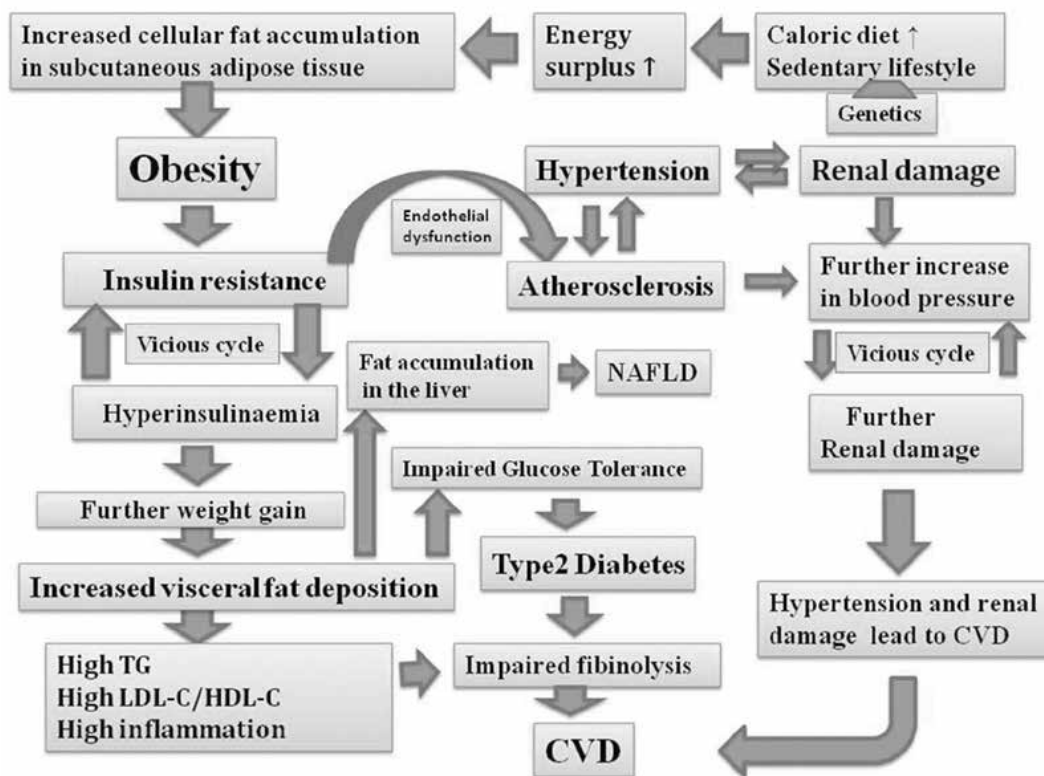 Increased cellular fat accumulation
in subcutaneous adipose tissue
Energy
surplus ↑
Caloric diet ↑
Sedentary lifestyle
Genetics
Obesity
Hypertension
Renal damage
Endothelial
dysfunction
Insulin resistance
Atherosclerosis
Further increase
in blood pressure
Vicious cycle
Fat accumulation
in the liver
NAFLD
Vicious cycle
Hyperinsulinaemia
Further
Renal damage
Impaired Glucose Tolerance
Further weight gain
Type2 Diabetes
Increased visceral fat deposition
Hypertension and renal
damage lead to CVD
High TG
High LDL-C/HDL-C
High inflammation
Impaired fibinolysis
CVD